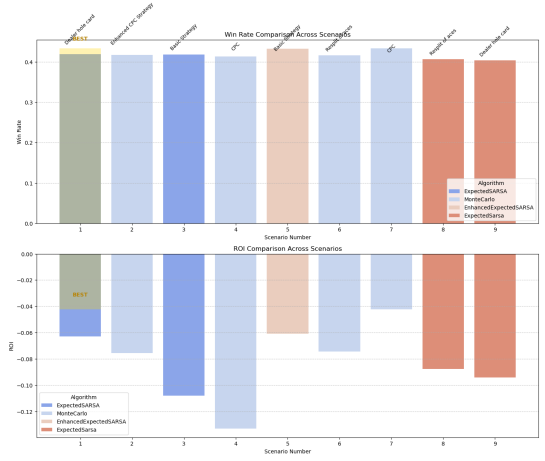 Dealer hole card
Enhanced CPC Strategy
Basic Strategy
CPC
Basic Strategy
Resplit of aces
CPC
Resplit of aces
Dealer hole card
BEST
Win Rate Comparison Across Scenarios
Win Rate
0.4
0.3
0.2
0.1
0.0
1 2 3 4 5 6 7 8 9
Scenario Number
Algorithm
ExpectedSARSA
MonteCarlo
EnhancedExpectedSARSA
ExpectedSarsa
ROI Comparison Across Scenarios
ROI
0.00
−0.02
−0.04
−0.06
−0.08
−0.10
−0.12
BEST
Algorithm
ExpectedSARSA
MonteCarlo
EnhancedExpectedSARSA
ExpectedSarsa
1 2 3 4 5 6 7 8 9
Scenario Number